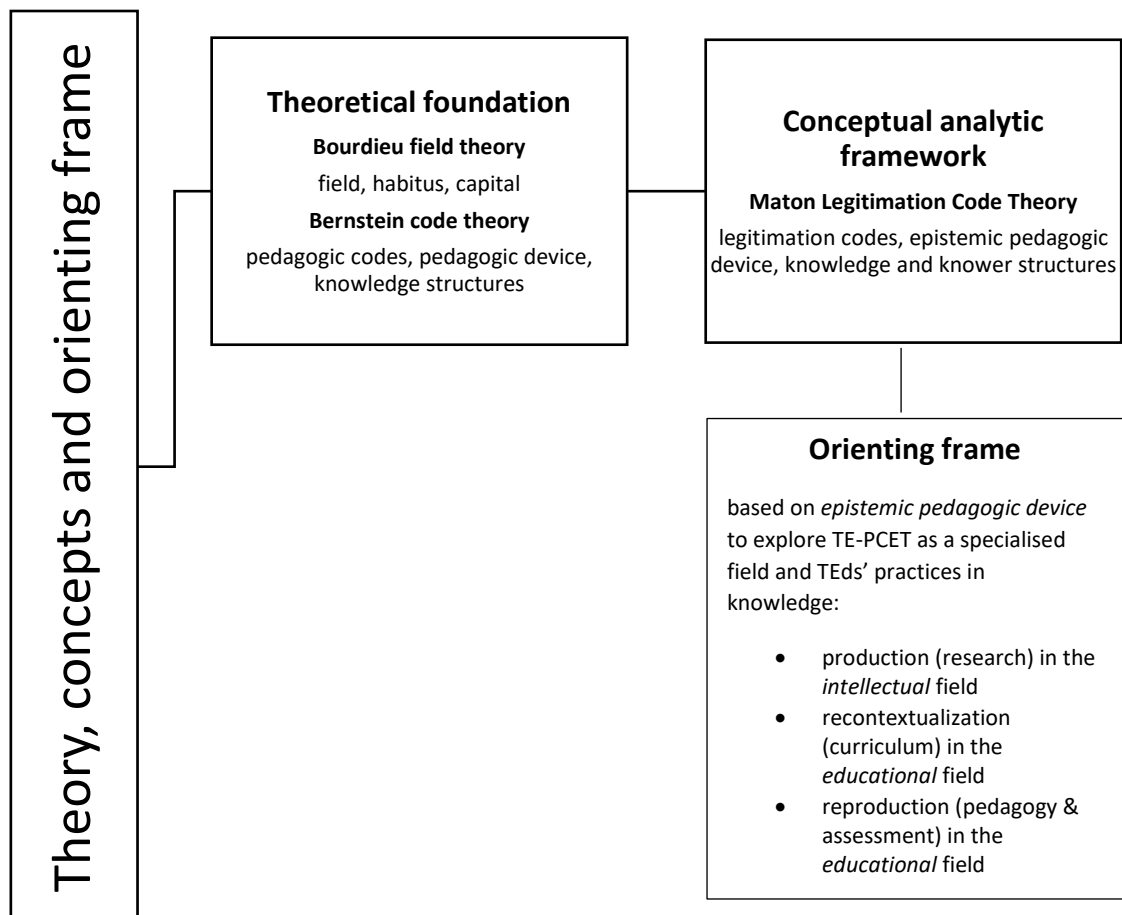 Theory, concepts and orienting frame
Theoretical foundation
Bourdieu field theory
field, habitus, capital
Bernstein code theory
pedagogic codes, pedagogic device,
knowledge structures
Conceptual analytic
framework
Maton Legitimation Code Theory
legitimation codes, epistemic pedagogic
device, knowledge and knower structures
Orienting frame
based on epistemic pedagogic device
to explore TE-PCET as a specialised
field and TEds’ practices in
knowledge:
• production (research) in the
intellectual field
• recontextualization
(curriculum) in the
educational field
• reproduction (pedagogy &
assessment) in the
educational field